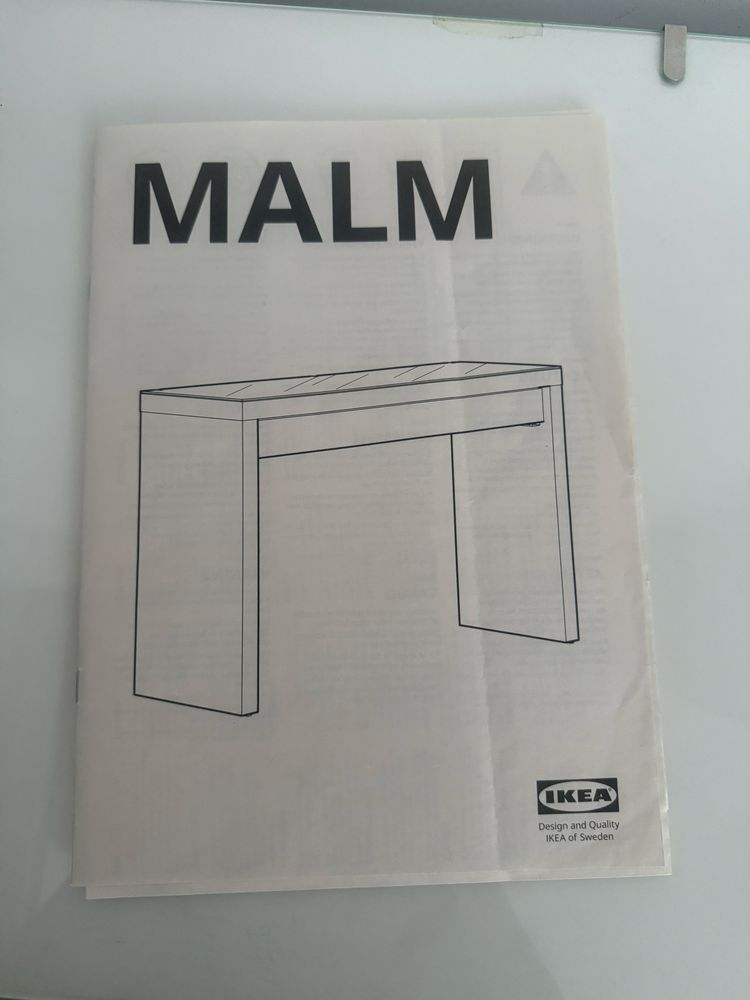 MALM
IKEA
Design and Quality
IKEA of Sweden